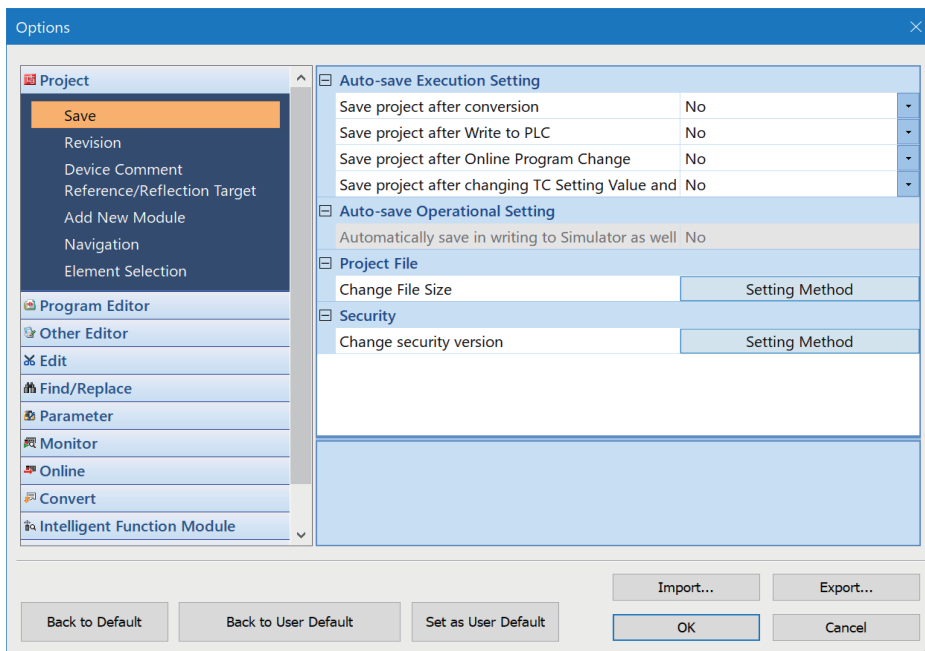 Options
Project
Save
Revision
Device Comment
Reference/Reflection Target
Add New Module
Navigation
Element Selection
Program Editor
Other Editor
Edit
Find/Replace
Parameter
Monitor
Online
Convert
Intelligent Function Module
Auto-save Execution Setting
Save project after conversion No
Save project after Write to PLC No
Save project after Online Program Change No
Save project after changing TC Setting Value and No
Auto-save Operational Setting
Automatically save in writing to Simulator as well No
Project File
Change File Size Setting Method
Security
Change security version Setting Method
Import... Export...
Back to Default Back to User Default Set as User Default OK Cancel